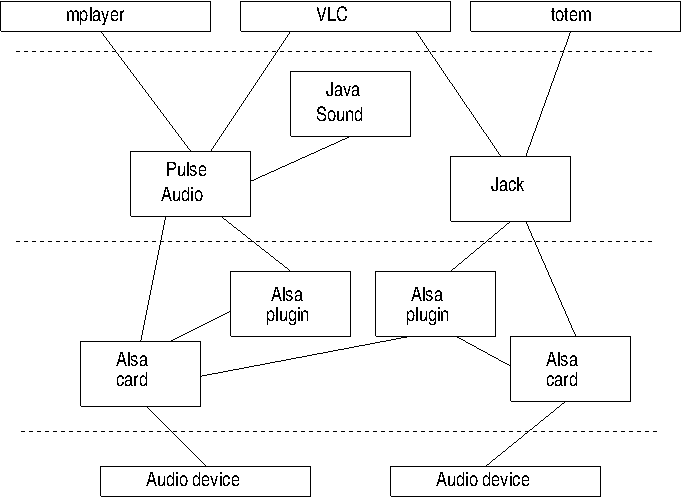 mplayer
VLC
totem
Java
Sound
Pulse
Audio
Jack
Alsa
plugin
Alsa
plugin
Alsa
card
Alsa
card
Audio device
Audio device